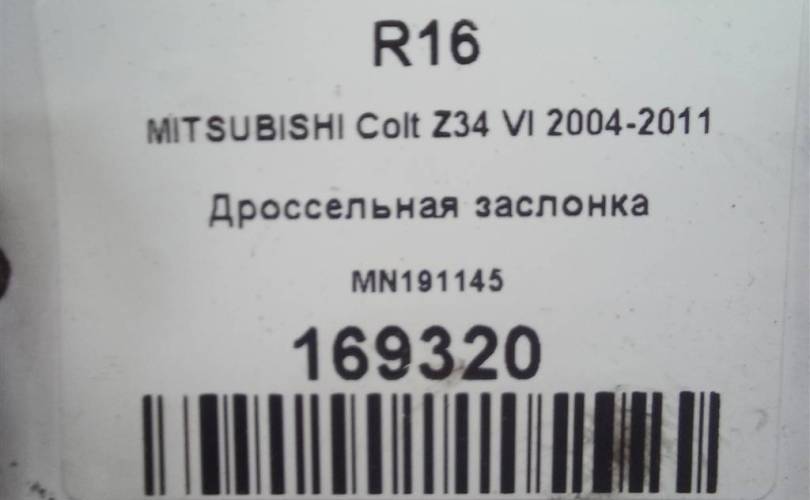 R16
MITSUBISHI Colt Z34 VI 2004-2011
Дроссельная заслонка
MN191145
169320